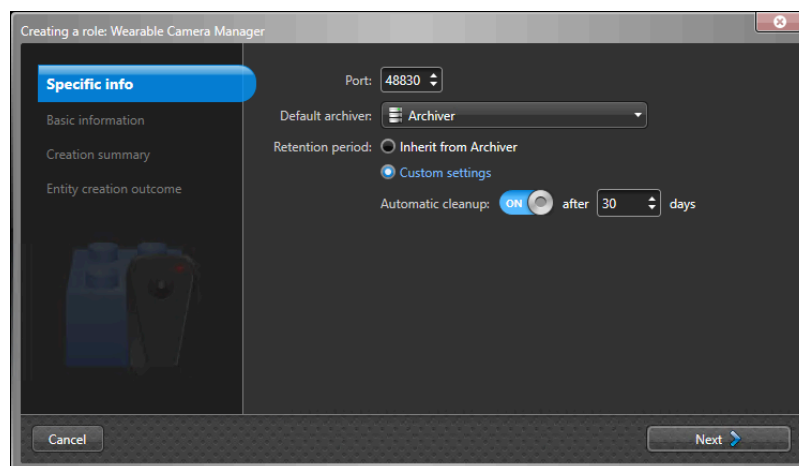 Creating a role: Wearable Camera Manager
Specific info
Basic information
Creation summary
Entity creation outcome
Port: 48830
Default archiver: Archiver
Retention period: Inherit from Archiver
Custom settings
Automatic cleanup: ON after 30 days
Cancel
Next